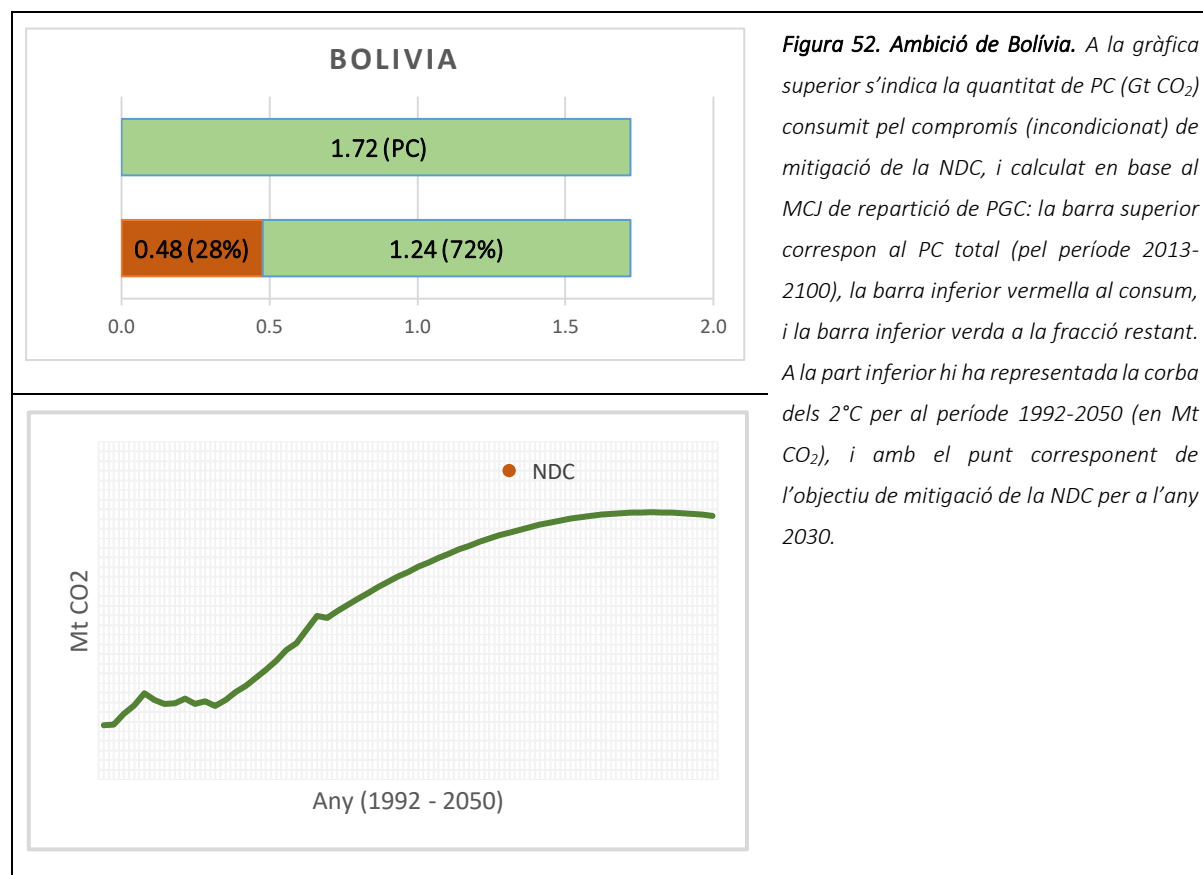 BOLIVIA
1.72 (PC)
0.48 (28%)
1.24 (72%)
0.0
0.5
1.0
1.5
2.0
NDC
Mt CO2
Any (1992 - 2050)
Figura 52. Ambició de Bolívia. A la gràfica
superior s’indica la quantitat de PC (Gt CO₂)
consumit pel compromís (incondicionat) de
mitigació de la NDC, i calculat en base al
MCJ de repartició de PGC: la barra superior
correspon al PC total (pel període 2013-
2100), la barra inferior vermella al consum,
i la barra inferior verda a la fracció restant.
A la part inferior hi ha representada la corba
dels 2°C per al període 1992-2050 (en Mt
CO₂), i amb el punt corresponent de
l’objectiu de mitigació de la NDC per a l’any
2030.